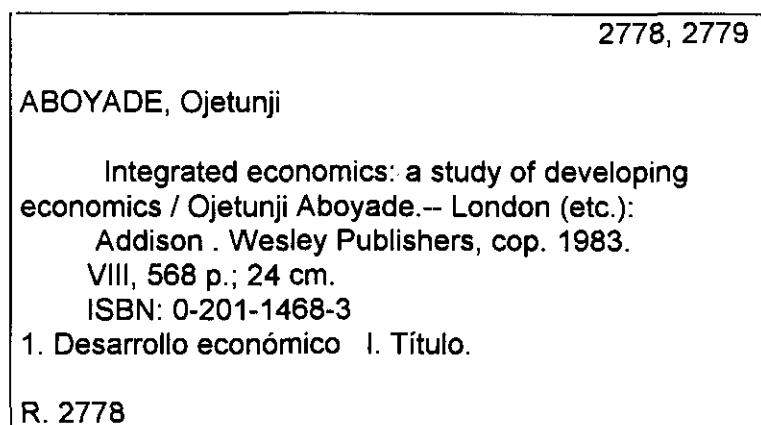 2778, 2779
ABOYADE, Ojetunji
Integrated economics: a study of developing
economics / Ojetunji Aboyade.-- London (etc.):
Addison . Wesley Publishers, cop. 1983.
VIII, 568 p.; 24 cm.
ISBN: 0-201-1468-3
1. Desarrollo económico I. Título.
R. 2778